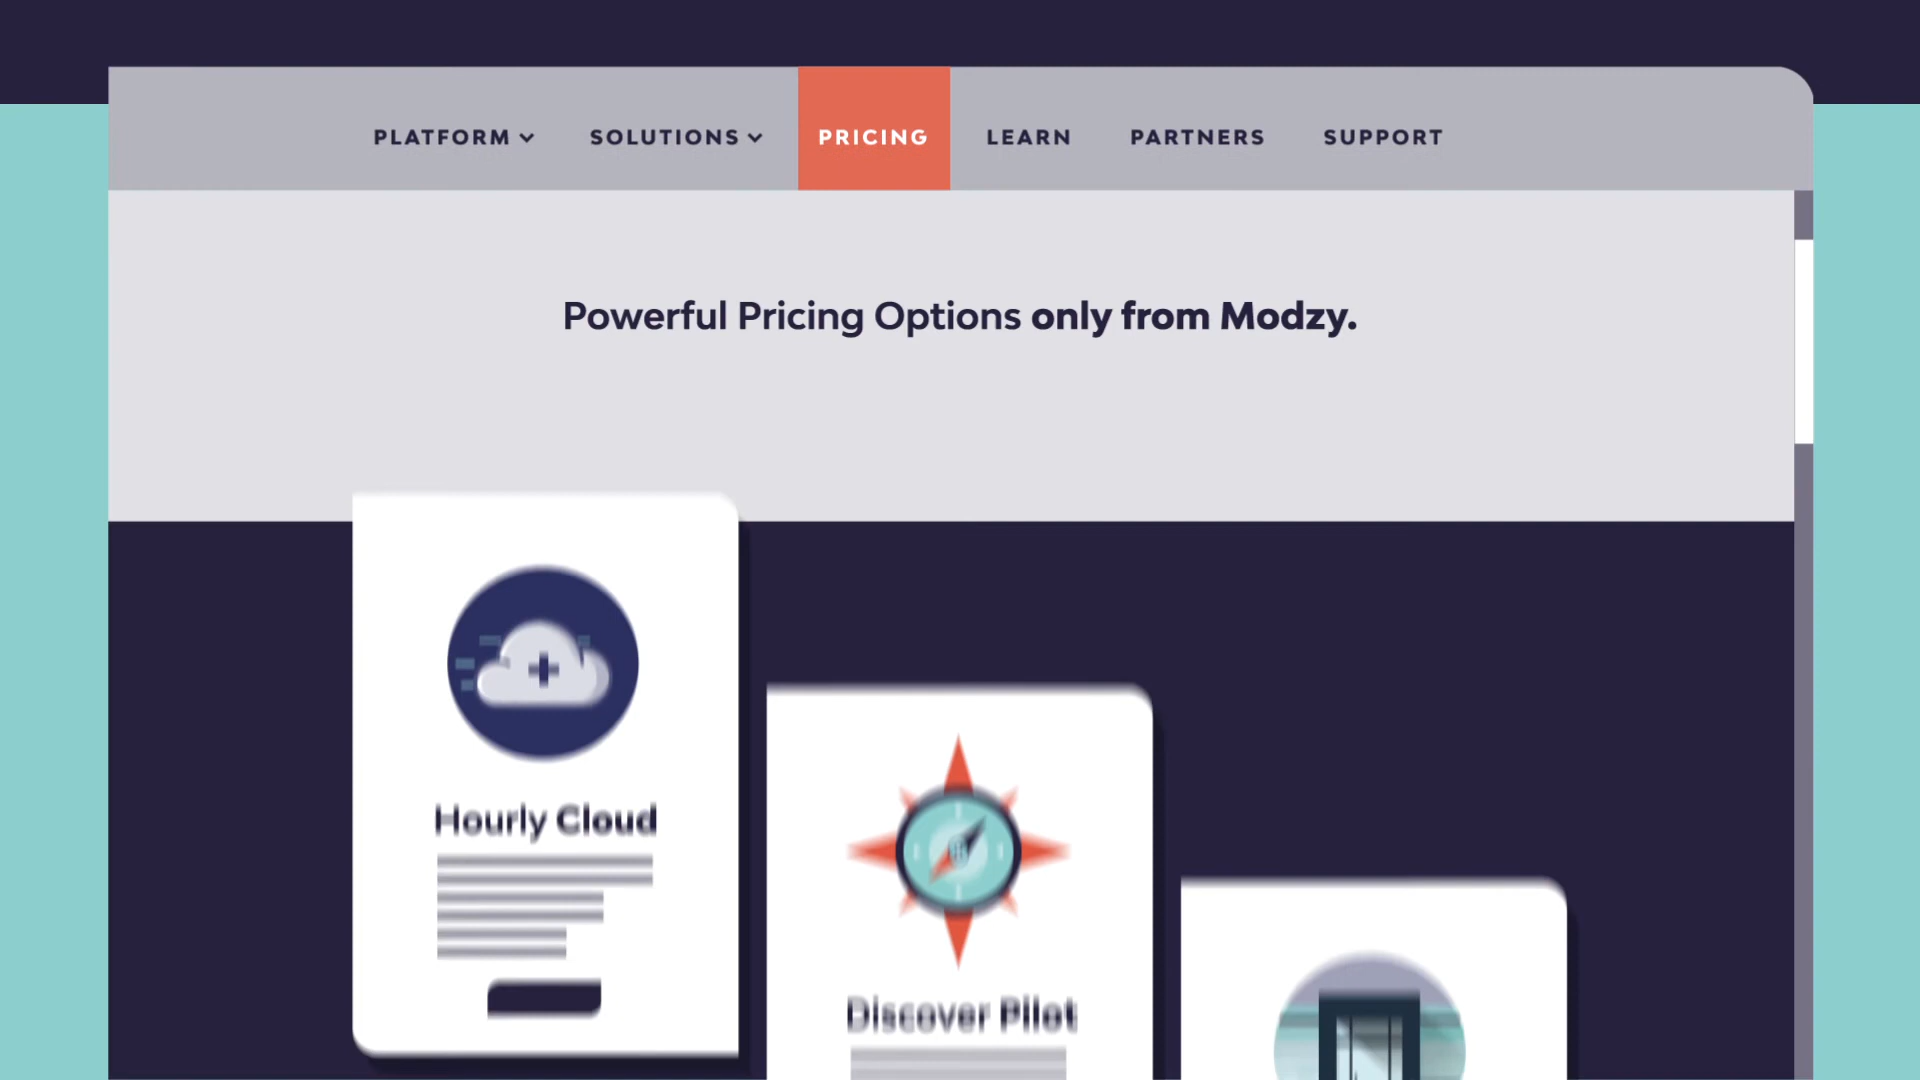 PLATFORM
SOLUTIONS
PRICING
LEARN
PARTNERS
SUPPORT
Powerful Pricing Options only from Modzy.
Hourly Cloud
Discover Pilot